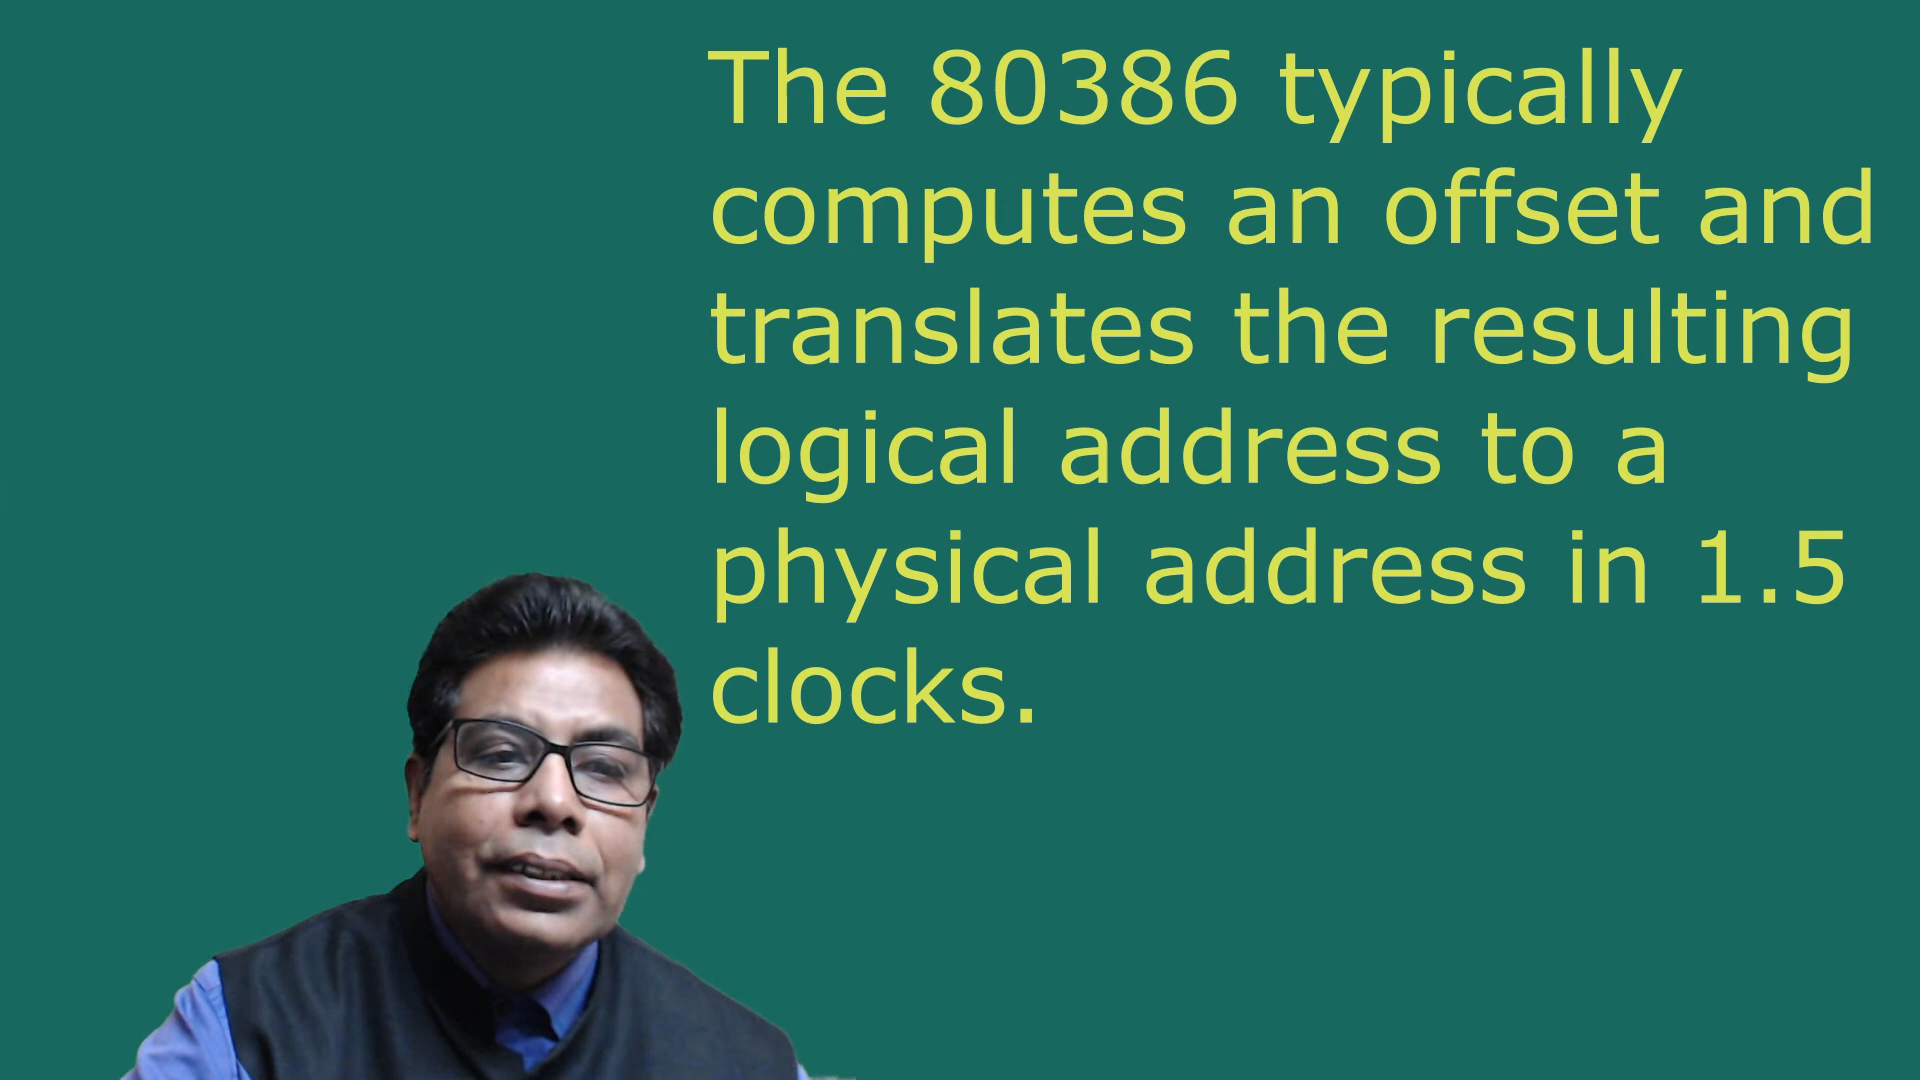 The 80386 typically
computes an offset and
translates the resulting
logical address to a
physical address in 1.5
clocks.